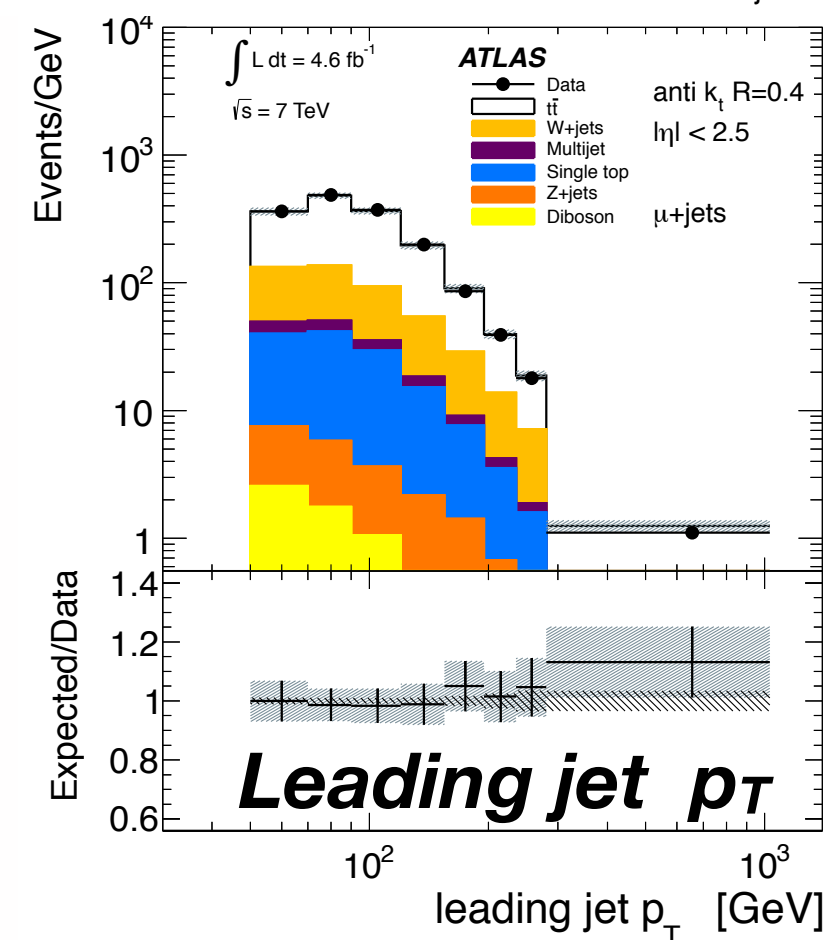 10⁴
10³
10²
10
1
Events/GeV
∫ L dt = 4.6 fb⁻¹
√s = 7 TeV
ATLAS
Data
tt̄
W+jets
Multijet
Single top
Z+jets
Diboson
anti kₜ R=0.4
|η| < 2.5
μ+jets
1.4
1.2
1
0.8
0.6
Expected/Data
Leading jet pT
10² 10³
leading jet pT [GeV]